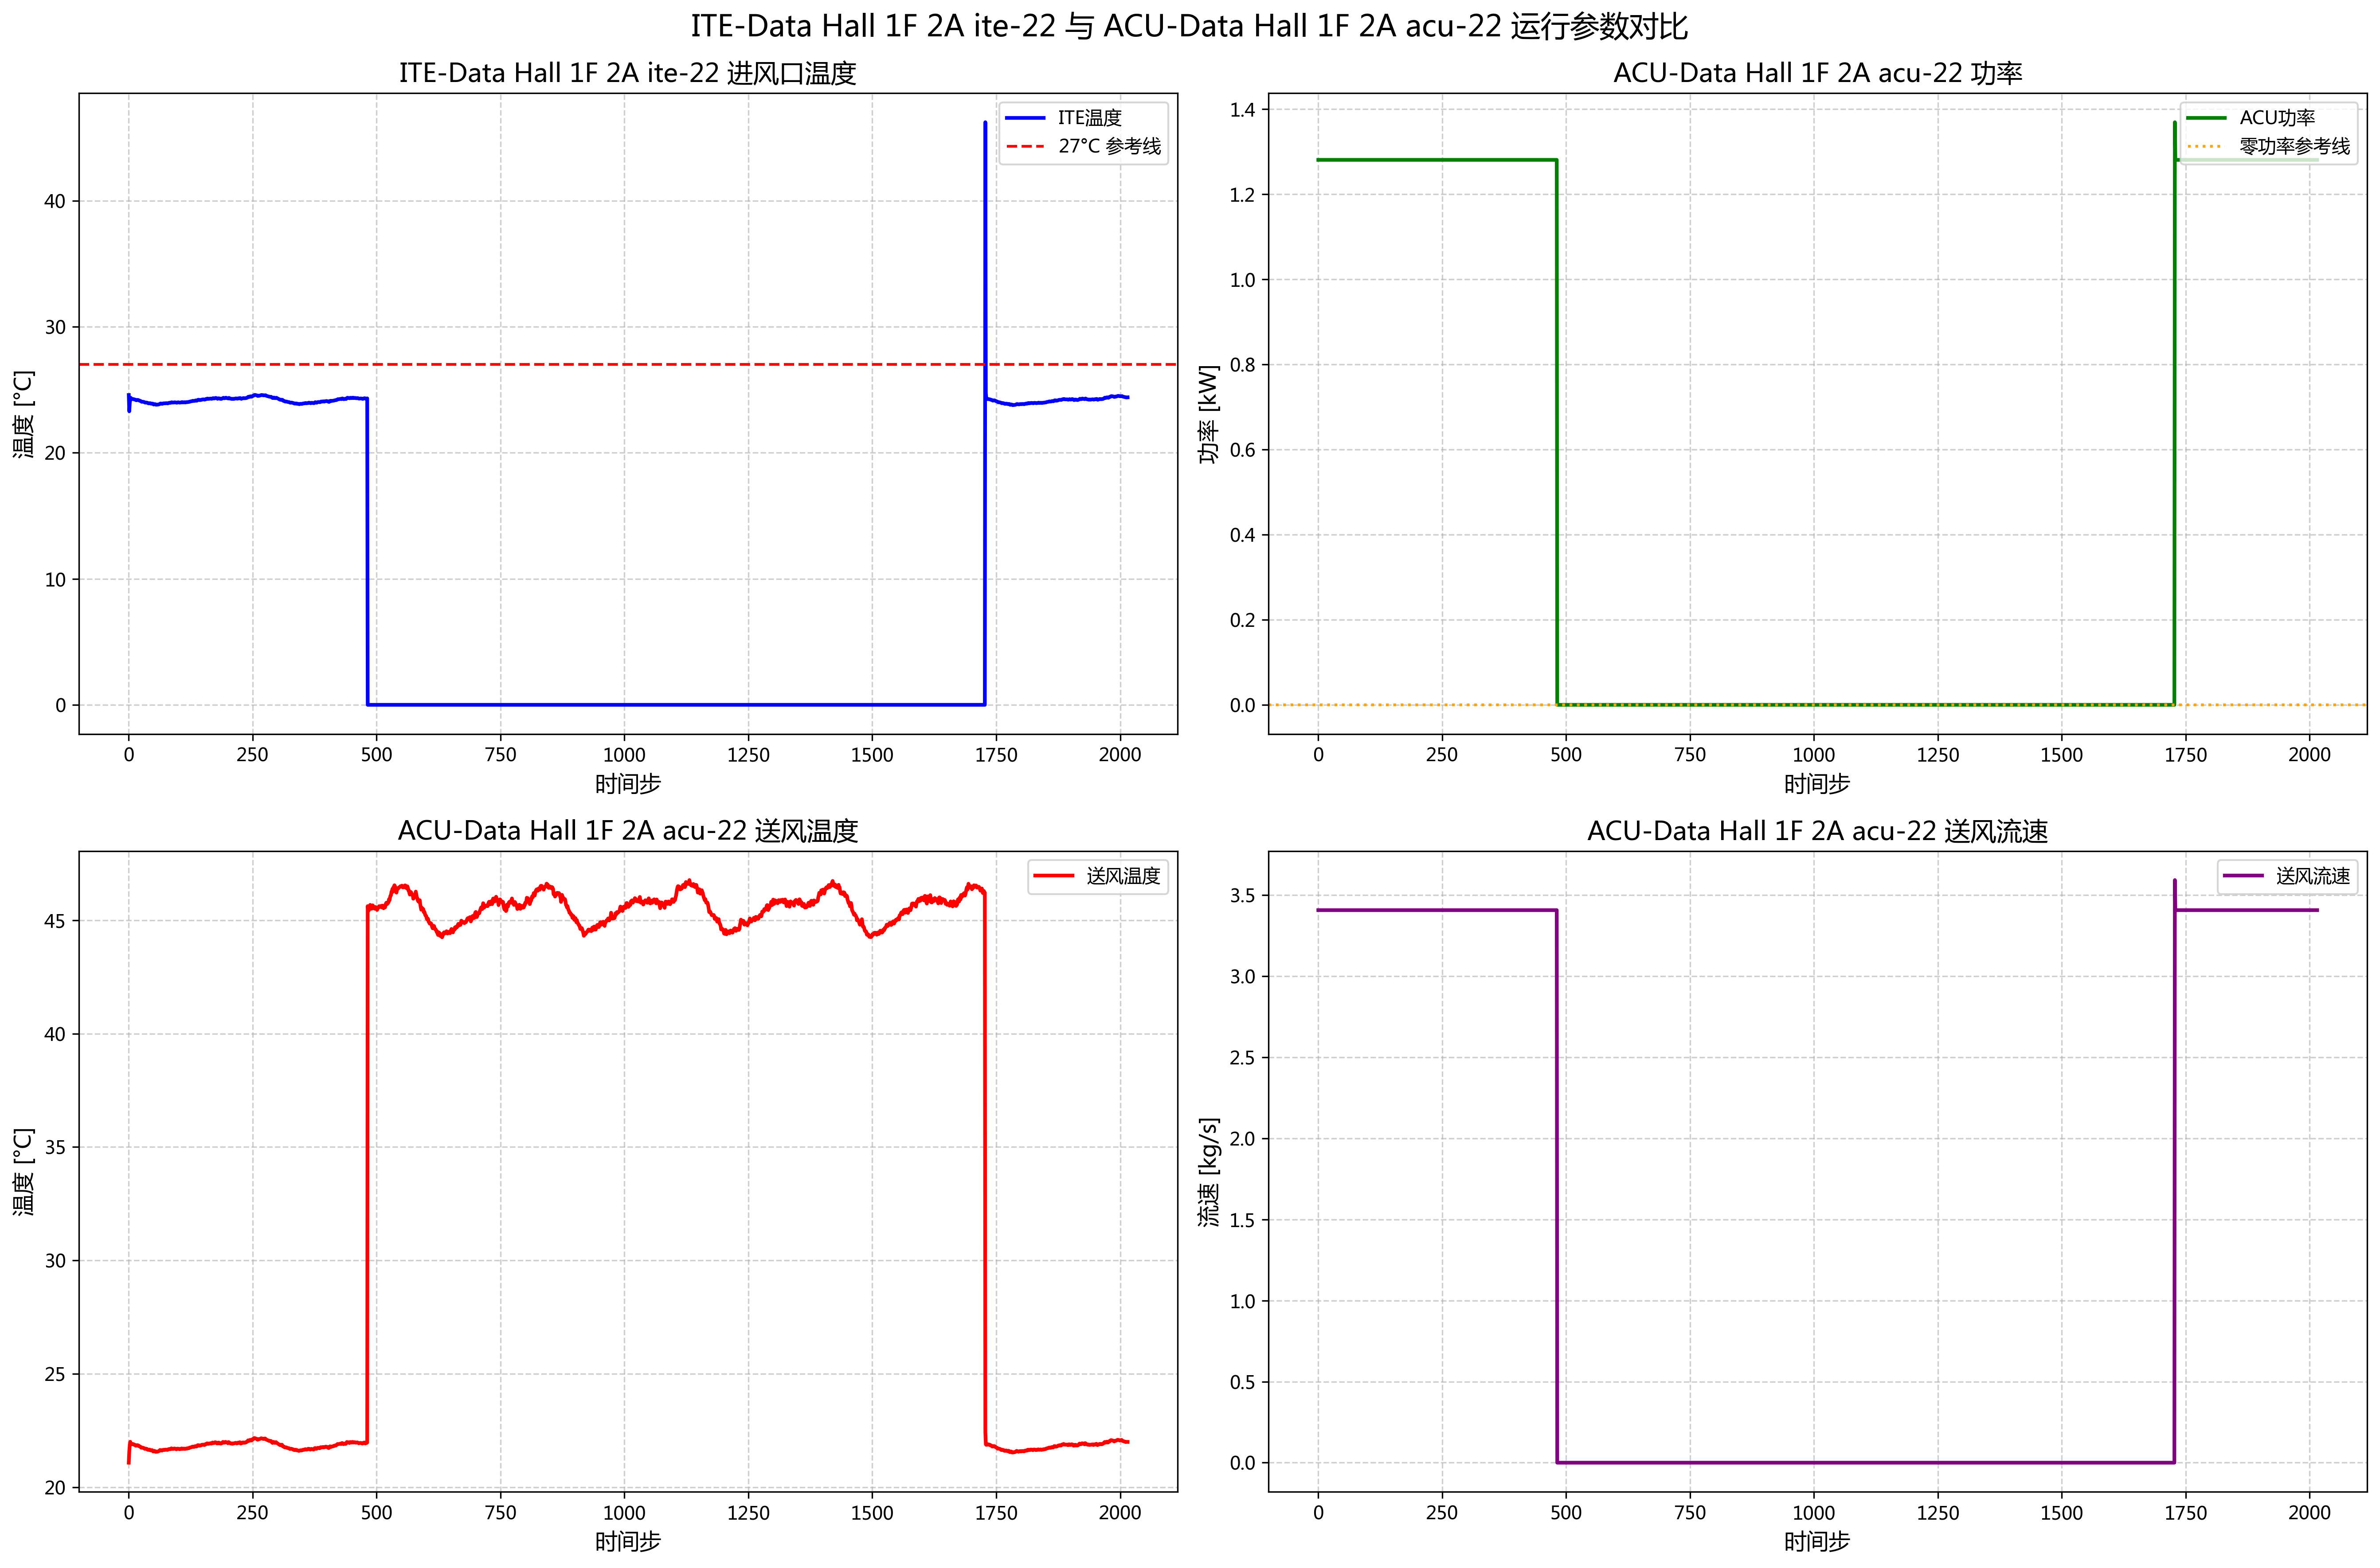 ITE-Data Hall 1F 2A ite-22 与 ACU-Data Hall 1F 2A acu-22 运行参数对比
ITE-Data Hall 1F 2A ite-22 进风口温度
ITE温度
27°C 参考线
温度 [°C]
40
30
20
10
0
0 250 500 750 1000 1250 1500 1750 2000
时间步
ACU-Data Hall 1F 2A acu-22 功率
ACU功率
零功率参考线
功率 [kW]
1.4
1.2
1.0
0.8
0.6
0.4
0.2
0.0
0 250 500 750 1000 1250 1500 1750 2000
时间步
ACU-Data Hall 1F 2A acu-22 送风温度
送风温度
温度 [°C]
45
40
35
30
25
20
0 250 500 750 1000 1250 1500 1750 2000
时间步
ACU-Data Hall 1F 2A acu-22 送风流速
送风流速
流速 [kg/s]
3.5
3.0
2.5
2.0
1.5
1.0
0.5
0.0
0 250 500 750 1000 1250 1500 1750 2000
时间步